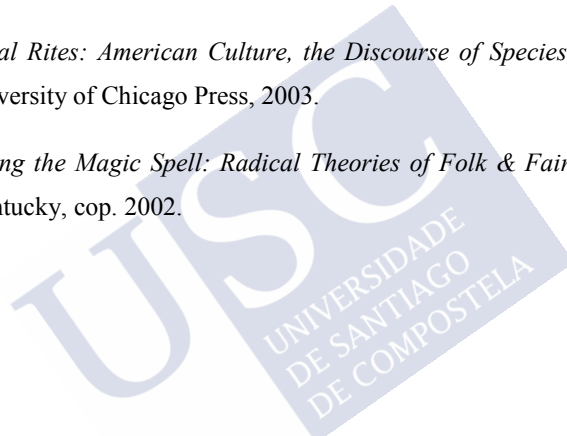 al Rites: American Culture, the Discourse of Species
versity of Chicago Press, 2003.
ng the Magic Spell: Radical Theories of Folk & Fair
ntucky, cop. 2002.
USC
UNIVERSIDADE
DE SANTIAGO
DE COMPOSTELA